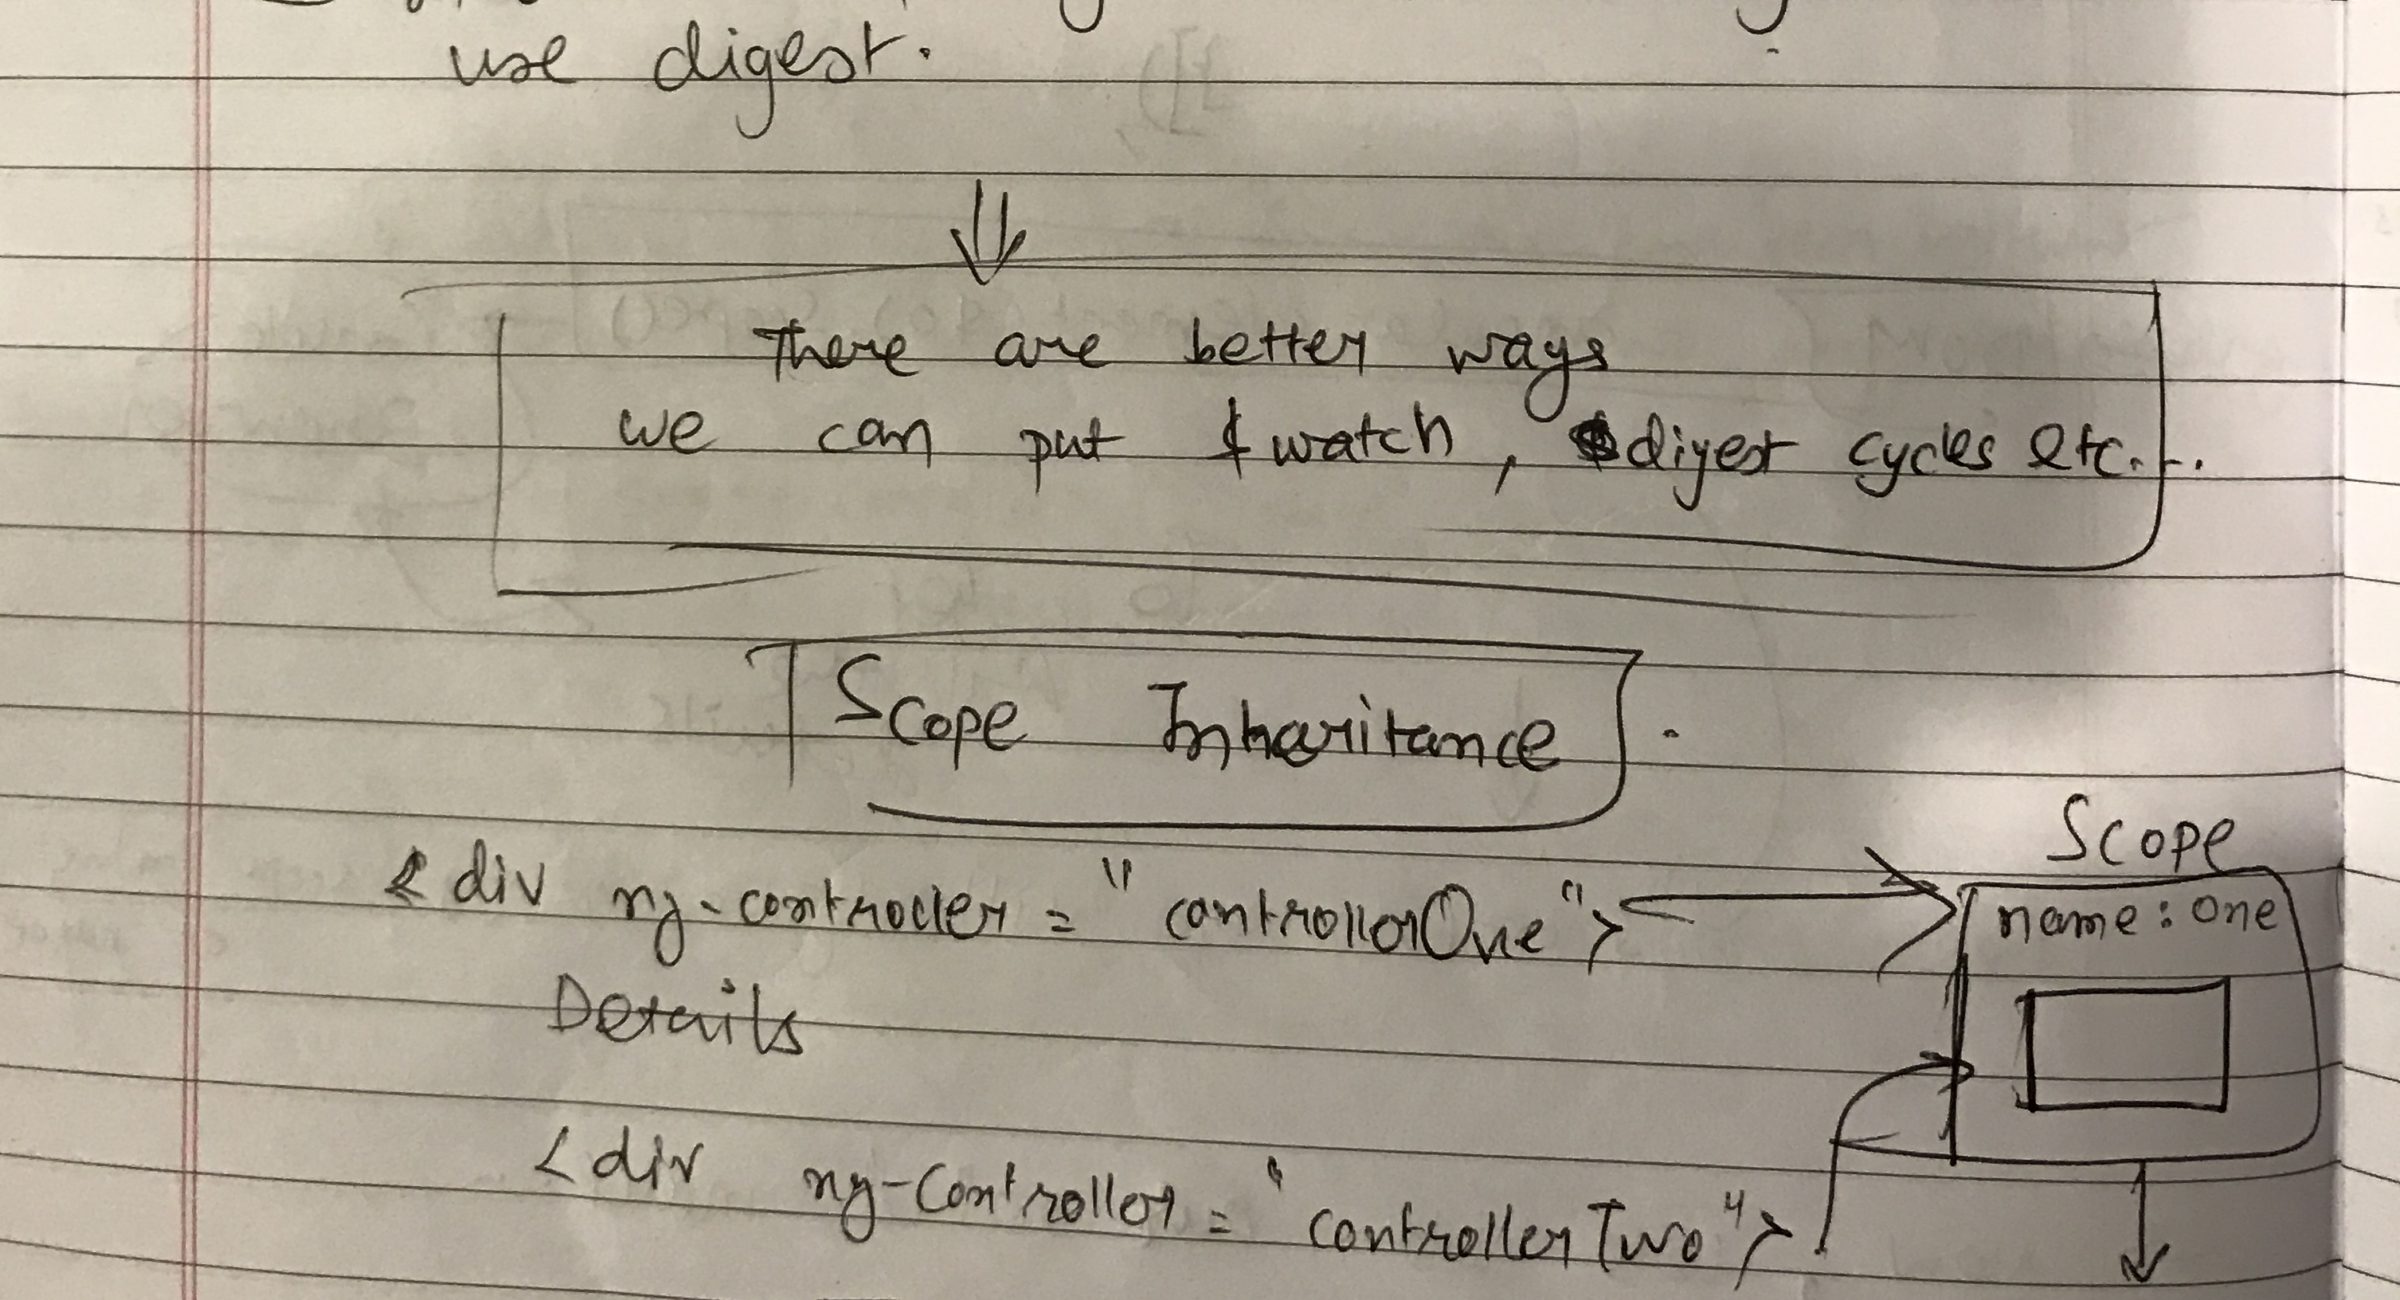 use digest.
There are better ways
we can put $watch, $digest cycles etc...
Scope Inharitance.
Scope
<div ng-controller = "controllerOne">
name: one
Details
<div ng-controller = "controllerTwo">